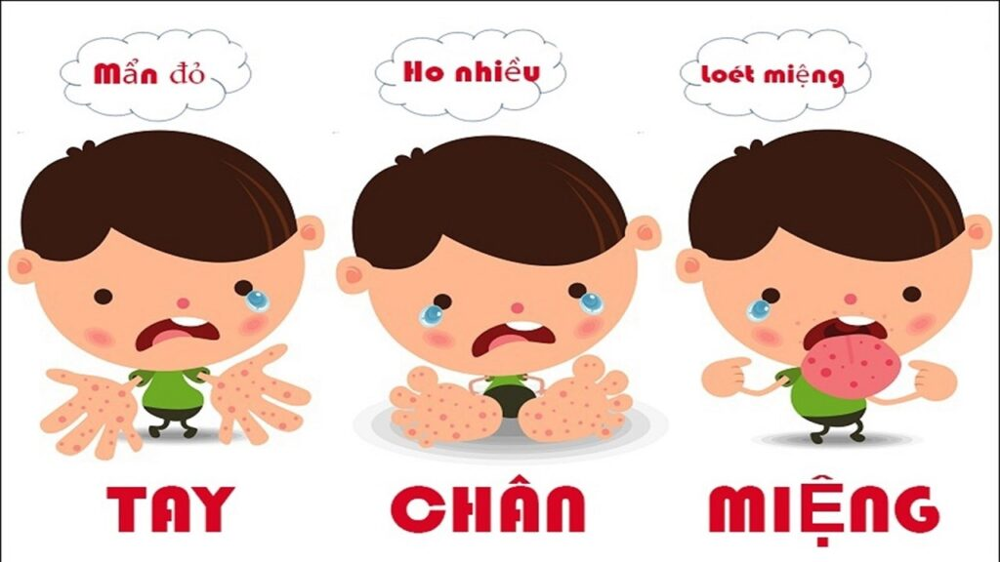 Mẩn đỏ
Ho nhiều
Loét miệng
TAY
CHÂN
MIỆNG